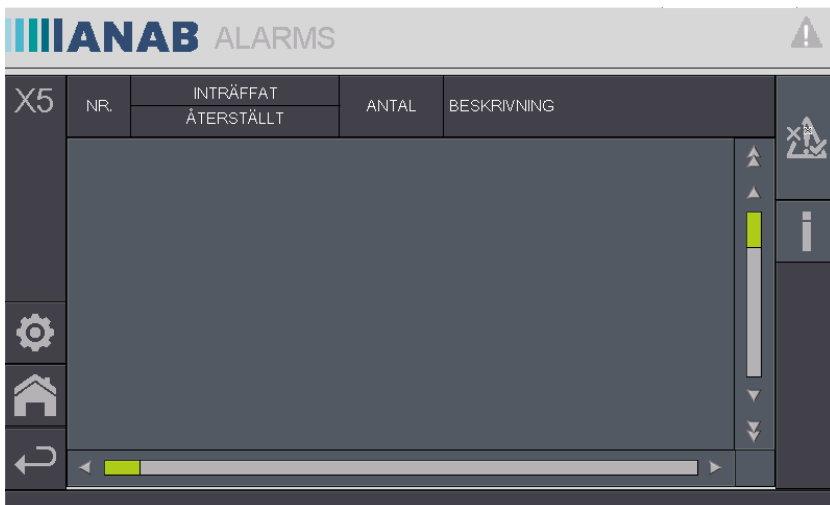 ANAB ALARMS
X5
NR.
INTRÄFFAT
ÅTERSTÄLLT
ANTAL
BESKRIVNING